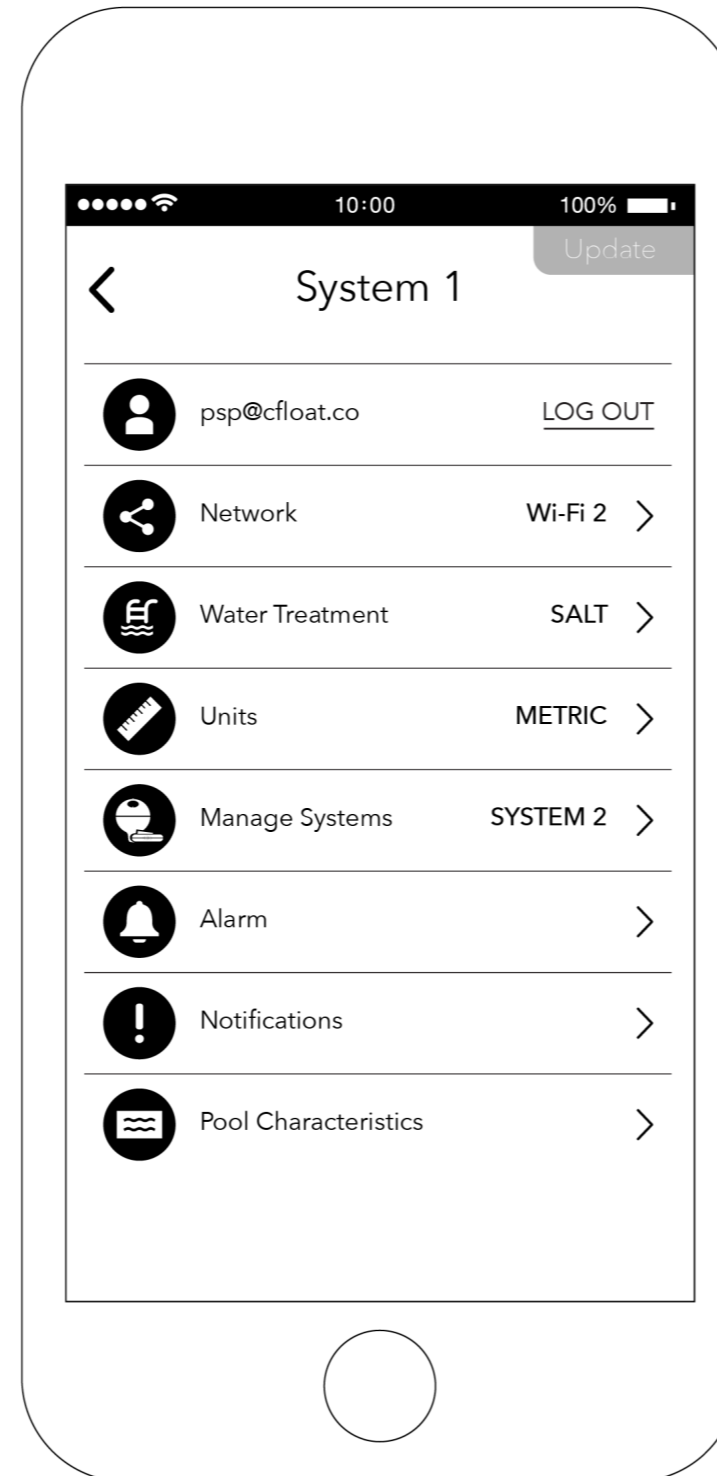 10:00 100%
Update
System 1
psp@cfloat.co LOG OUT
Network Wi-Fi 2
Water Treatment SALT
Units METRIC
Manage Systems SYSTEM 2
Alarm
Notifications
Pool Characteristics